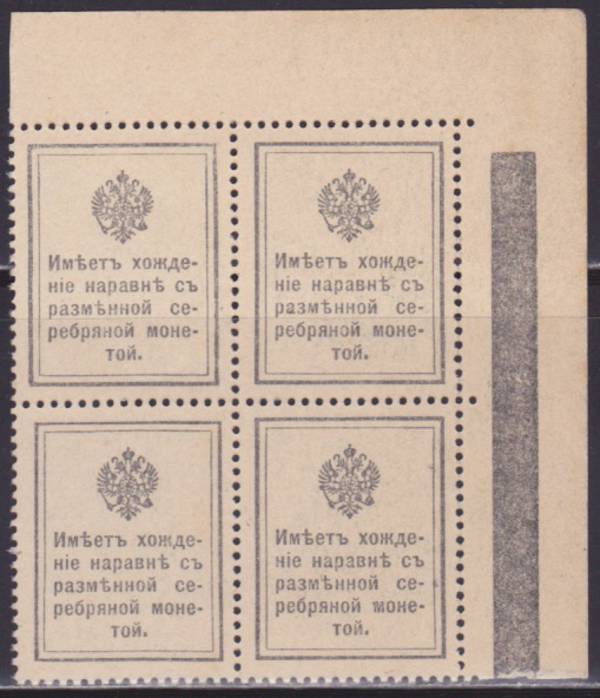 Имѣетъ хожде-
ніе наравнѣ съ
размѣнной се-
ребряной моне-
той.
Имѣетъ хожде-
ніе наравнѣ съ
размѣнной се-
ребряной моне-
той.
Имѣетъ хожде-
ніе наравнѣ съ
размѣнной се-
ребряной моне-
той.
Имѣетъ хожде-
ніе наравнѣ съ
размѣнной се-
ребряной моне-
той.